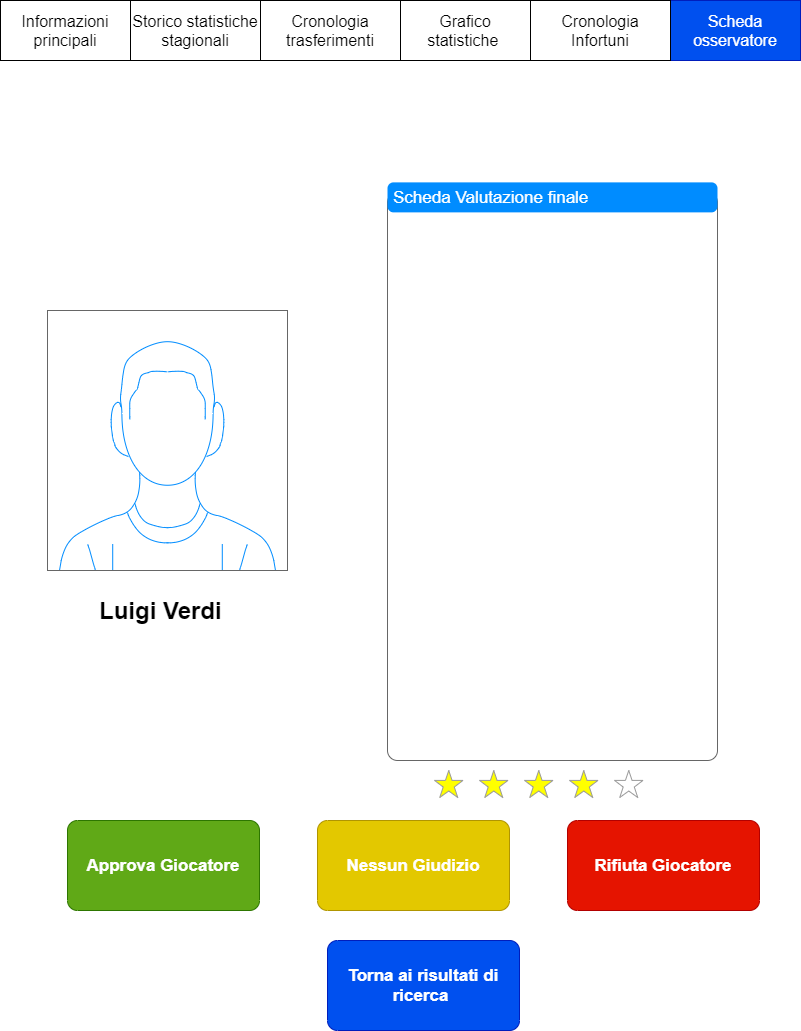 Informazioni
principali
Storico statistiche
stagionali
Cronologia
trasferimenti
Grafico
statistiche
Cronologia
Infortuni
Scheda
osservatore
Scheda Valutazione finale
Luigi Verdi
Approva Giocatore
Nessun Giudizio
Rifiuta Giocatore
Torna ai risultati di
ricerca